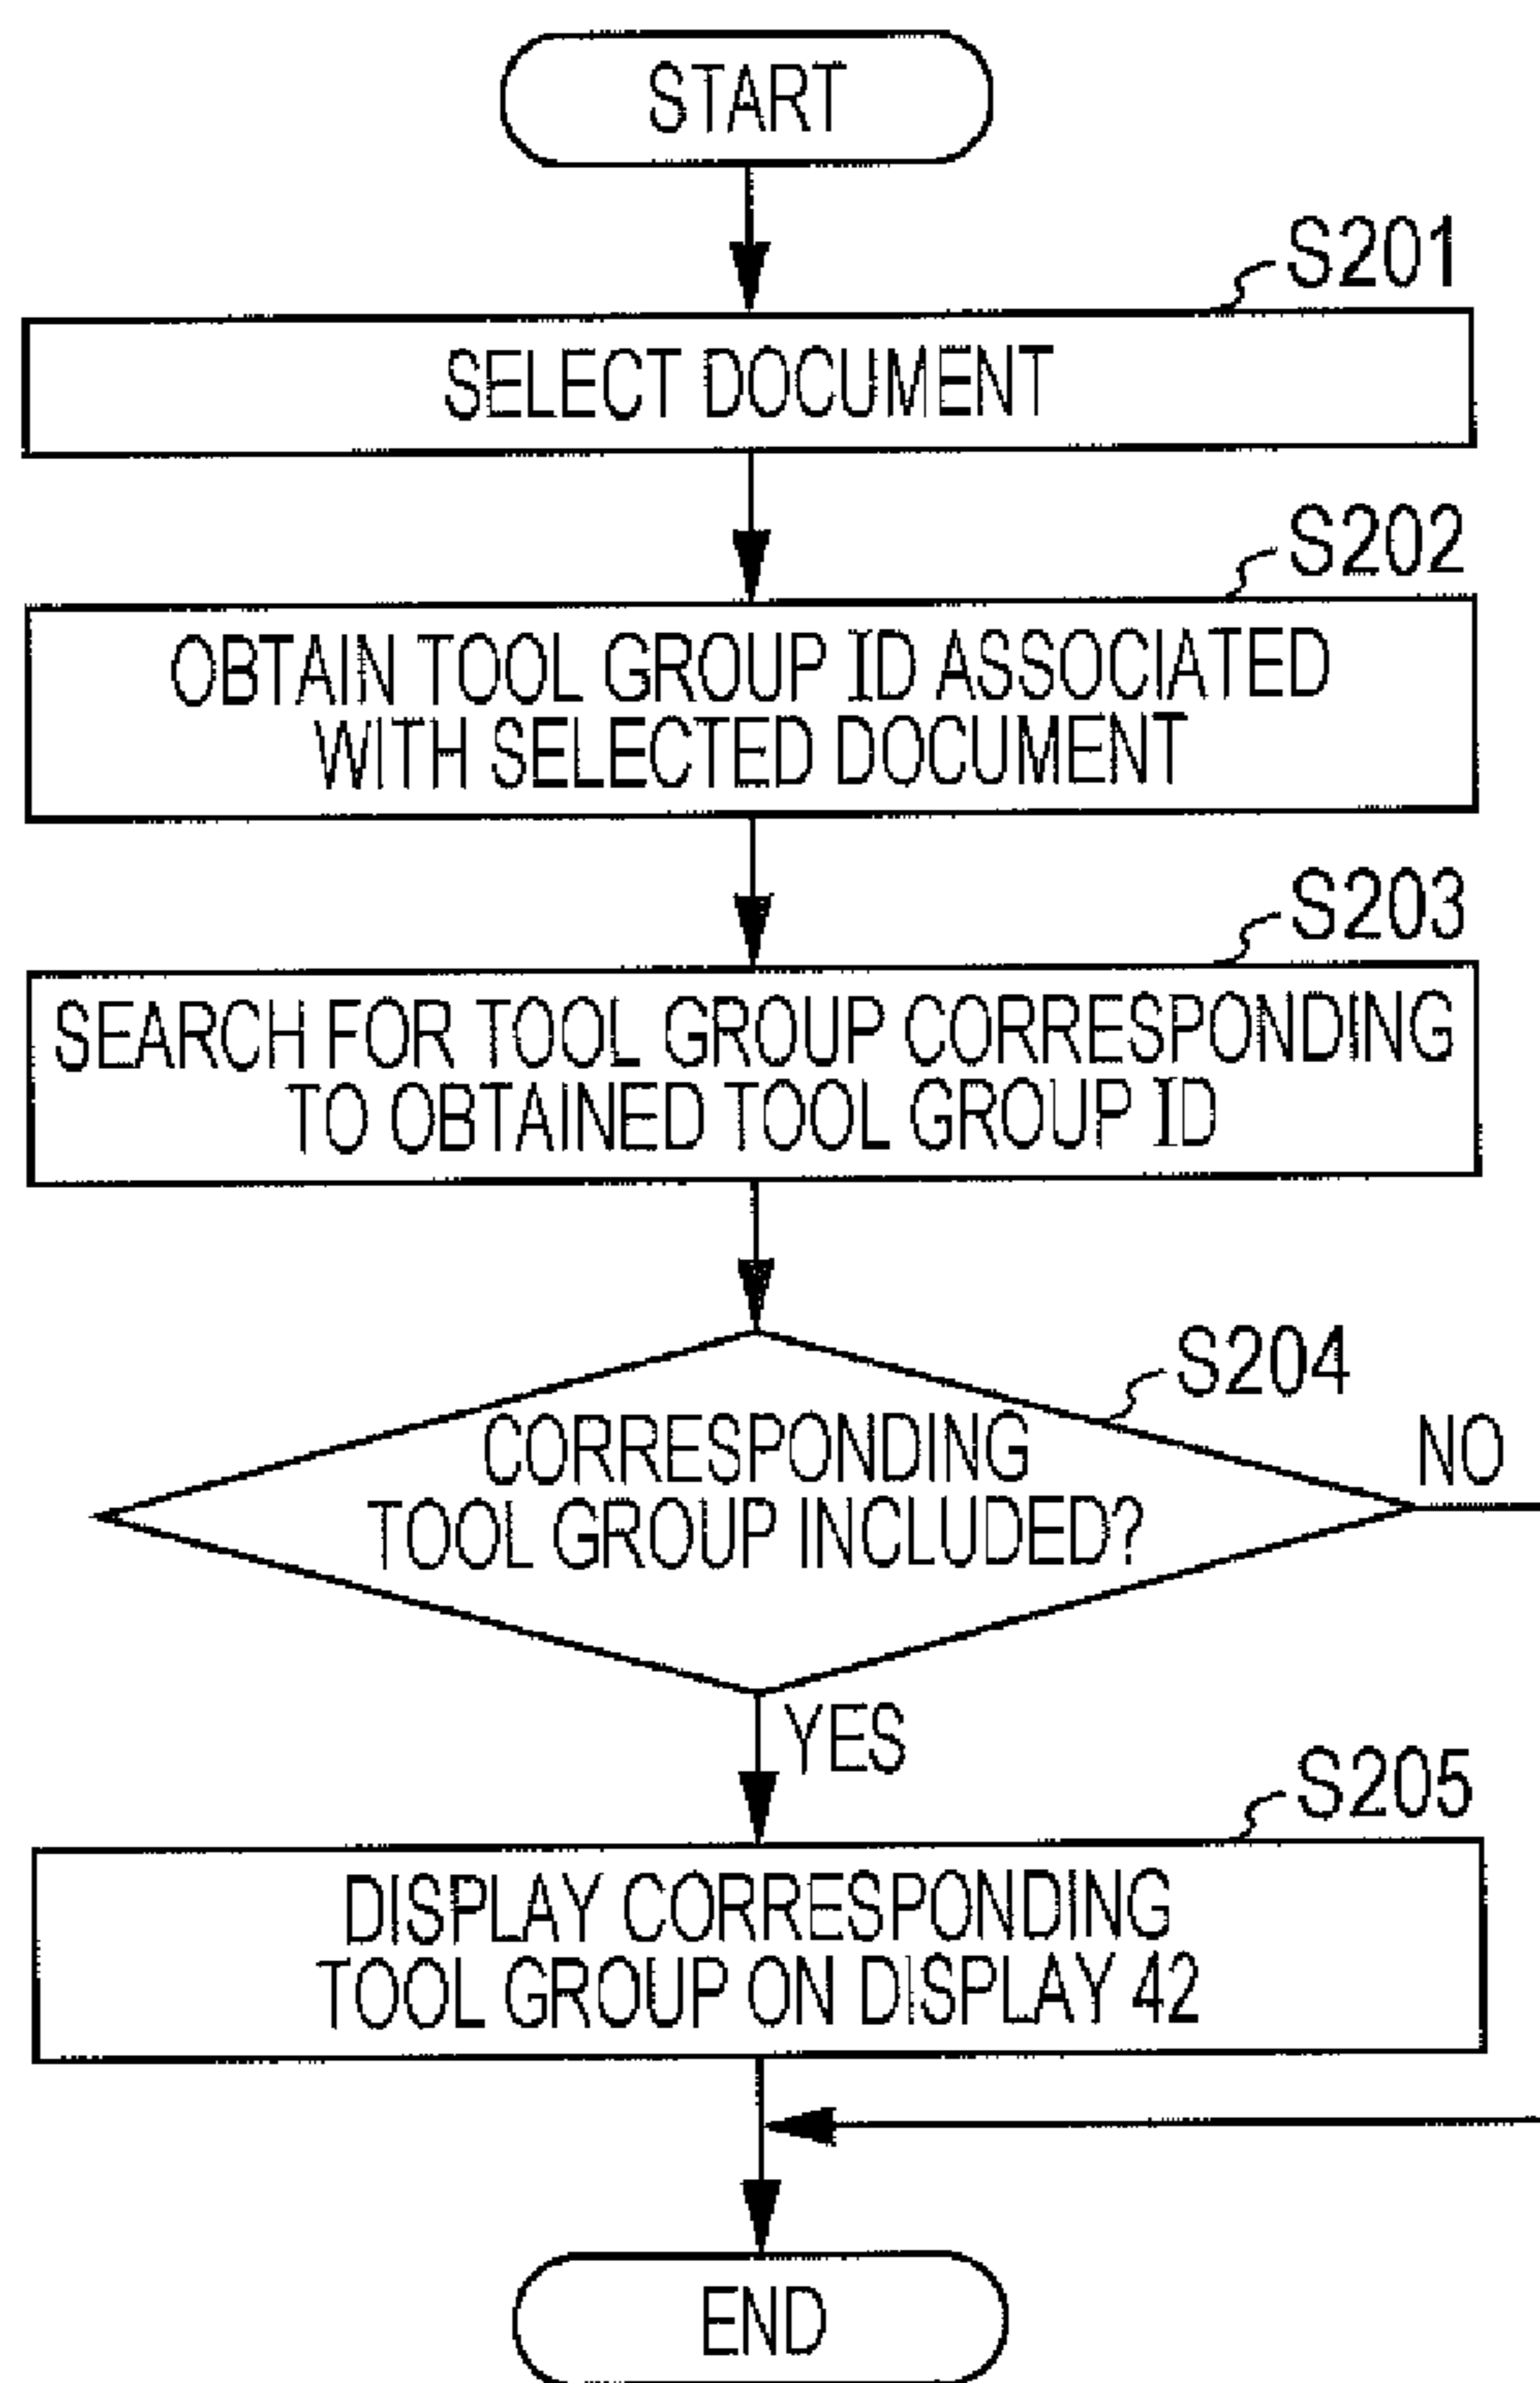 START
S201
SELECT DOCUMENT
S202
OBTAIN TOOL GROUP ID ASSOCIATED
WITH SELECTED DOCUMENT
S203
SEARCH FOR TOOL GROUP CORRESPONDING
TO OBTAINED TOOL GROUP ID
S204
CORRESPONDING
TOOL GROUP INCLUDED?
NO
YES
S205
DISPLAY CORRESPONDING
TOOL GROUP ON DISPLAY 42
END